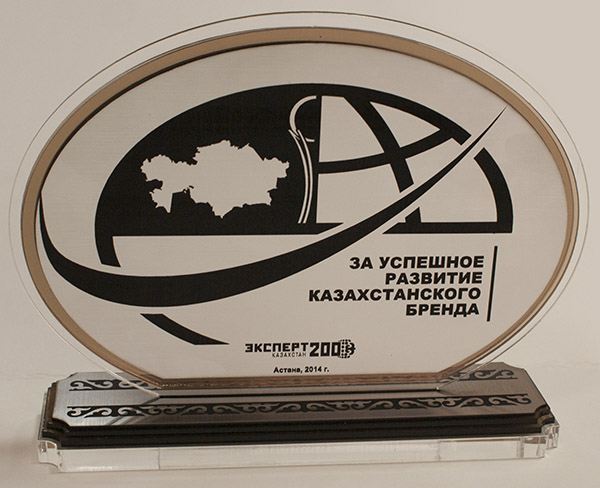 ЗА УСПЕШНОЕ
РАЗВИТИЕ
КАЗАХСТАНСКОГО
БРЕНДА
ЭКСПЕРТ 200
КАЗАХСТАН
Астана, 2014 г.